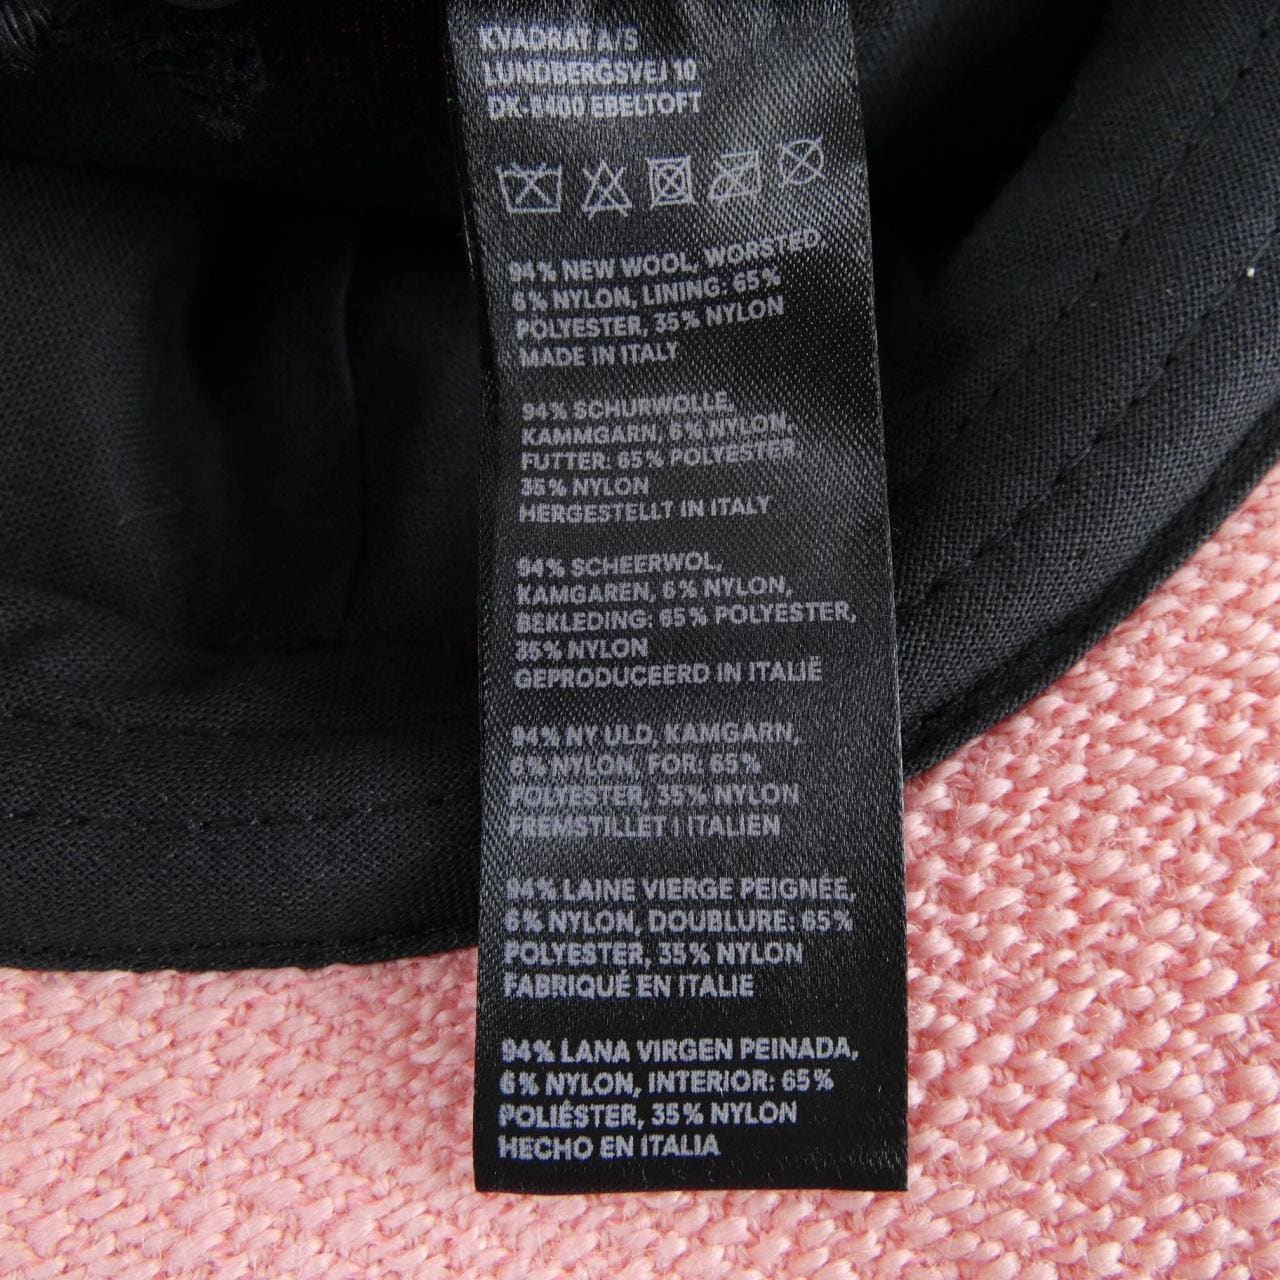 KVADRAT A/S
LUNDBERGSVEJ 10
DK-8400 EBELTOFT
94% NEW WOOL, WORSTED
6% NYLON, LINING: 65%
POLYESTER, 35% NYLON
MADE IN ITALY
94% SCHURWOLLE,
KAMMGARN, 6% NYLON,
FUTTER: 65% POLYESTER,
35% NYLON
HERGESTELLT IN ITALY
94% SCHEERWOL,
KAMGAREN, 6% NYLON,
BEKLEDING: 65% POLYESTER,
35% NYLON
GEPRODUCEERD IN ITALIË
94% NY ULD, KAMGARN,
6% NYLON, FOR: 65%
POLYESTER, 35% NYLON
FREMSTILLET I ITALIEN
94% LAINE VIERGE PEIGNÉE,
6% NYLON, DOUBLURE: 65%
POLYESTER, 35% NYLON
FABRIQUÉ EN ITALIE
94% LANA VIRGEN PEINADA,
6% NYLON, INTERIOR: 65%
POLIÉSTER, 35% NYLON
HECHO EN ITALIA